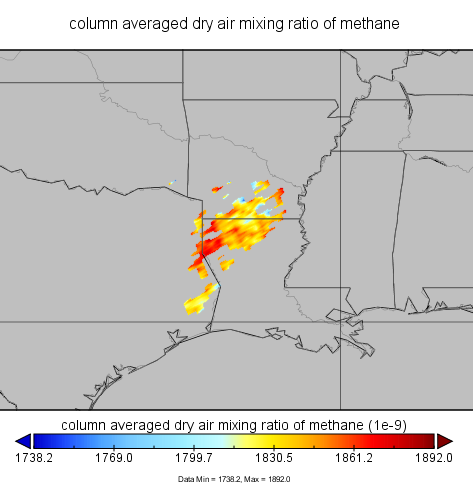 column averaged dry air mixing ratio of methane
column averaged dry air mixing ratio of methane (1e-9)
1738.2 1769.0 1799.7 1830.5 1861.2 1892.0
Data Min = 1738.2, Max = 1892.0